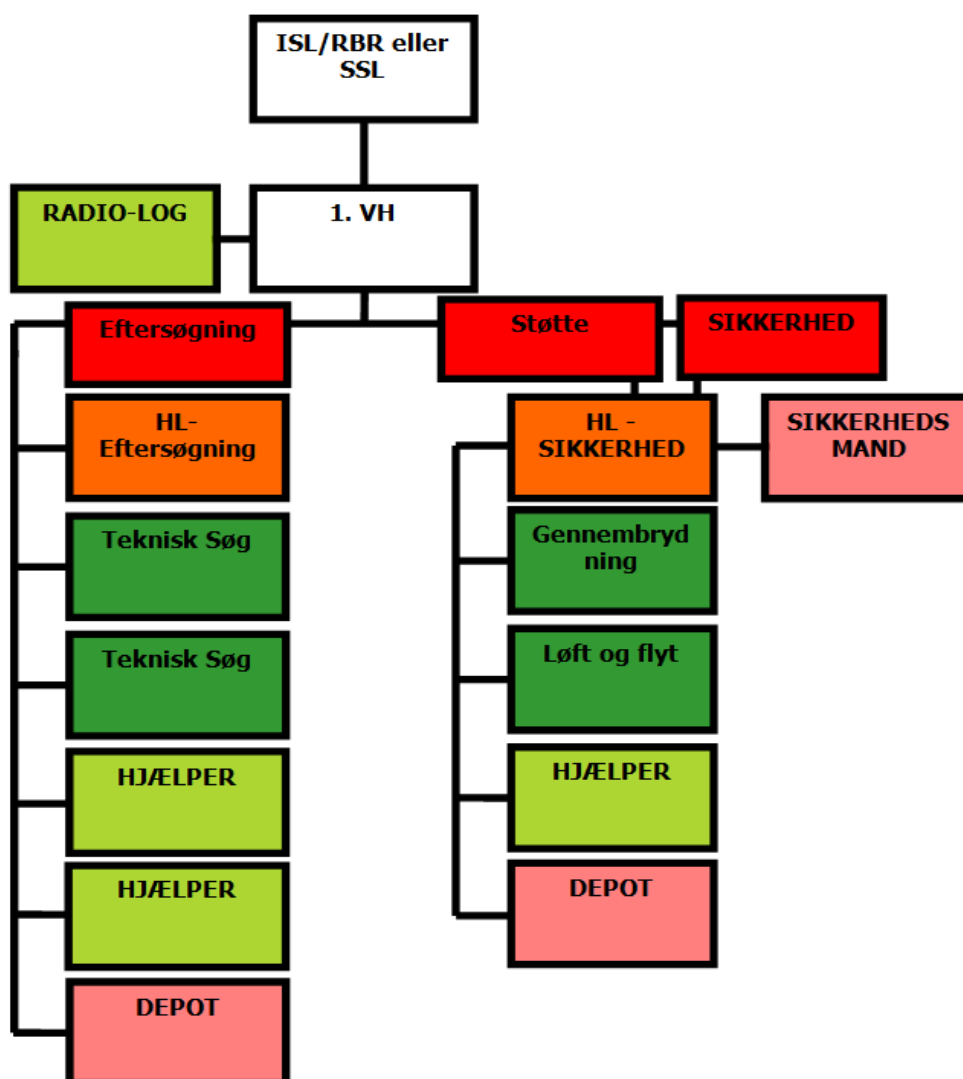 ISL/RBR eller
SSL
RADIO-LOG
1. VH
Eftersøgning
Støtte
SIKKERHED
HL-
Eftersøgning
HL -
SIKKERHED
SIKKERHEDS
MAND
Teknisk Søg
Gennembryd
ning
Teknisk Søg
Løft og flyt
HJÆLPER
HJÆLPER
HJÆLPER
DEPOT
DEPOT